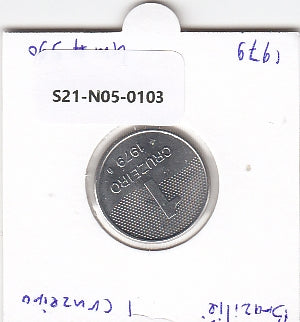 S21-N05-0103
1979
1
CRUZEIRO
1979
Brazilië
1 cruzeiro